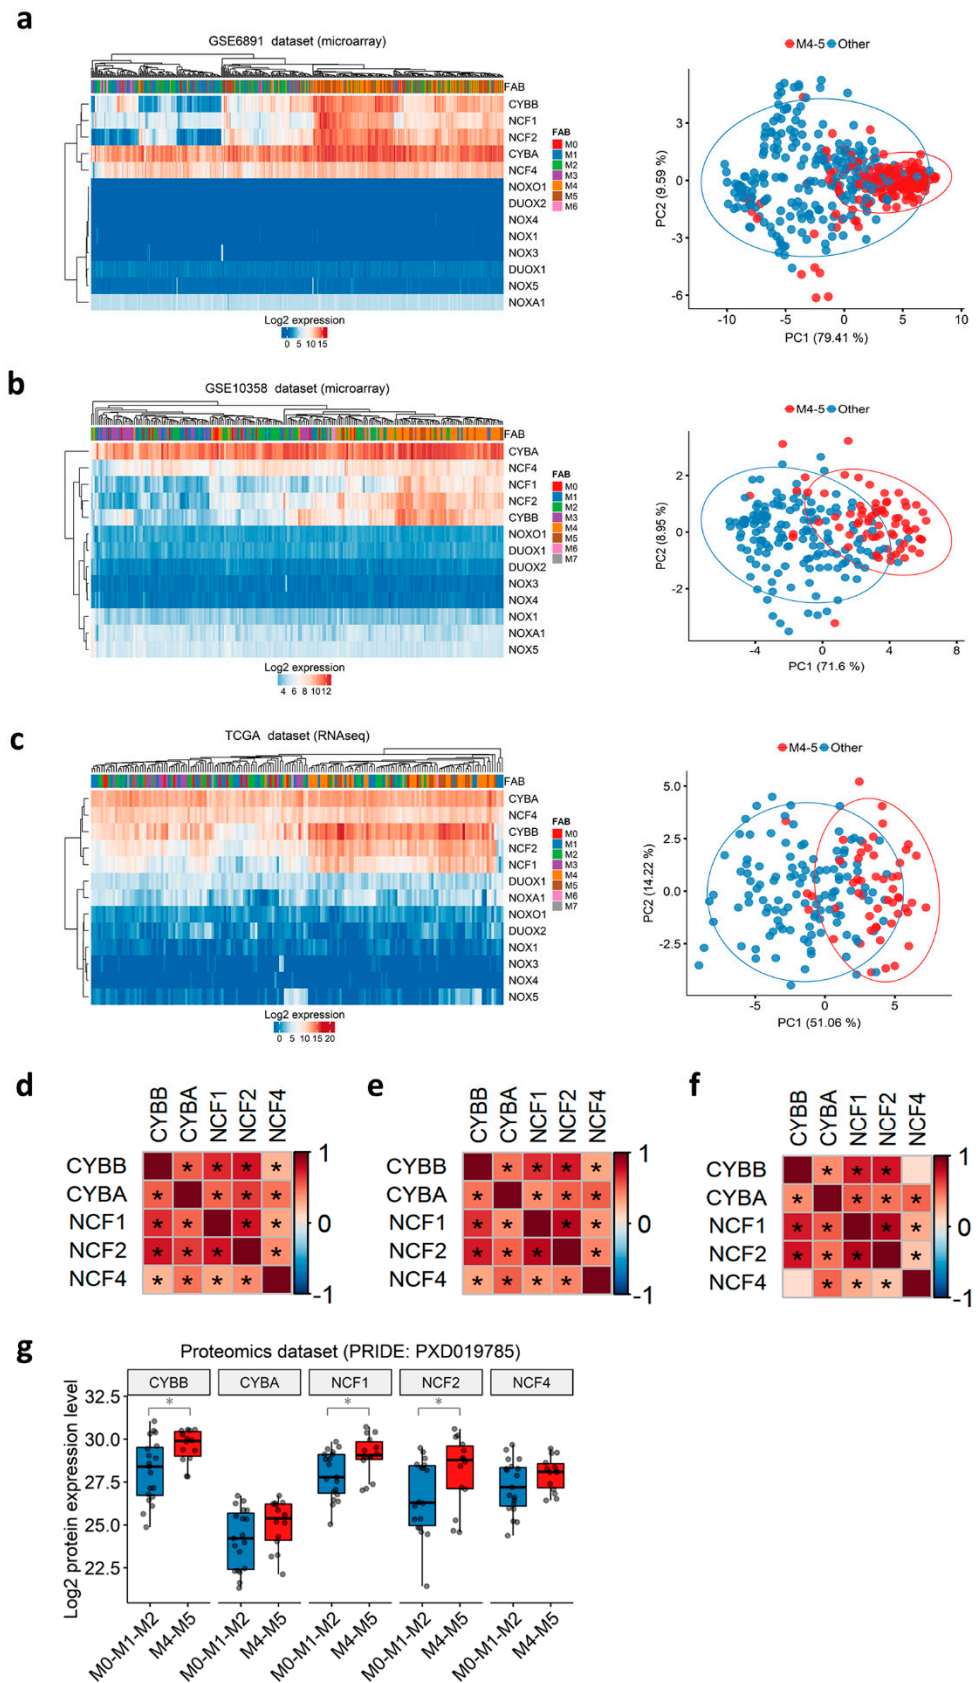 a
GSE6891 dataset (microarray)
FAB
CYBB
NCF1
NCF2
CYBA
NCF4
NOXO1
DUOX2
NOX4
NOX1
NOX3
DUOX1
NOX5
NOXA1
FAB
M0
M1
M2
M3
M4
M5
M6
Log2 expression
0 5 10 15
M4-5 Other
PC2 (9.59 %)
3
0
-3
-6
-10 -5 0 5 10
PC1 (79.41 %)
b
GSE10358 dataset (microarray)
FAB
CYBA
NCF4
NCF1
NCF2
CYBB
NOXO1
DUOX1
DUOX2
NOX3
NOX4
NOX1
NOXA1
NOX5
FAB
M0
M1
M2
M3
M4
M5
M6
M7
Log2 expression
4 6 8 10 12
M4-5 Other
PC2 (8.95 %)
2
0
-2
-4 0 4 8
PC1 (71.6 %)
c
TCGA dataset (RNAseq)
FAB
CYBA
NCF4
CYBB
NCF2
NCF1
DUOX1
NOXA1
NOXO1
DUOX2
NOX1
NOX3
NOX4
NOX5
FAB
M0
M1
M2
M3
M4
M5
M6
M7
Log2 expression
0 5 10 15 20
M4-5 Other
PC2 (14.22 %)
5.0
2.5
0.0
-2.5
-5 0 5
PC1 (51.06 %)
d
CYBB CYBA NCF1 NCF2 NCF4
CYBB * * * *
CYBA * * * *
NCF1 * * * *
NCF2 * * * *
NCF4 * * * *
1
0
-1
e
CYBB CYBA NCF1 NCF2 NCF4
CYBB * * * *
CYBA * * * *
NCF1 * * * *
NCF2 * * * *
NCF4 * * * *
1
0
-1
f
CYBB CYBA NCF1 NCF2 NCF4
CYBB * * *
CYBA * * * *
NCF1 * * * *
NCF2 * * * *
NCF4 * * *
1
0
-1
g
Proteomics dataset (PRIDE: PXD019785)
CYBB CYBA NCF1 NCF2 NCF4
* * *
Log2 protein expression level
32.5
30.0
27.5
25.0
22.5
M0-M1-M2 M4-M5 M0-M1-M2 M4-M5 M0-M1-M2 M4-M5 M0-M1-M2 M4-M5 M0-M1-M2 M4-M5